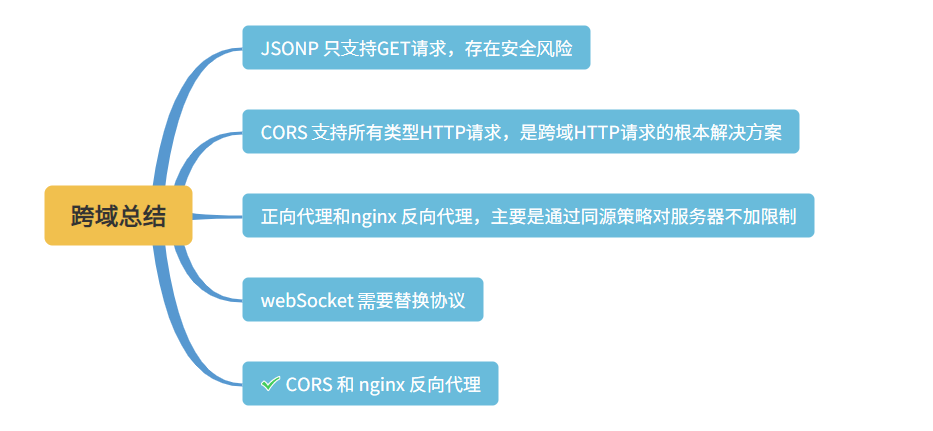 JSONP 只支持GET请求，存在安全风险
CORS 支持所有类型HTTP请求，是跨域HTTP请求的根本解决方案
跨域总结
正向代理和nginx 反向代理，主要是通过同源策略对服务器不加限制
webSocket 需要替换协议
CORS 和 nginx 反向代理